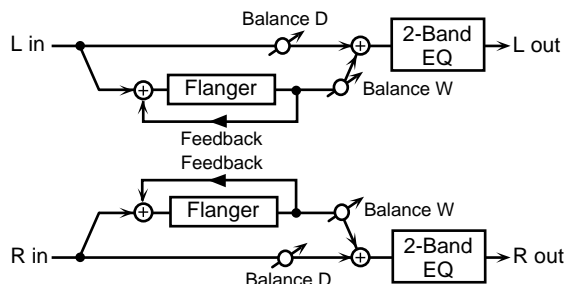 Balance D
L in
2-Band
EQ
L out
Flanger
Balance W
Feedback
Feedback
Flanger
Balance W
R in
Balance D
2-Band
EQ
R out